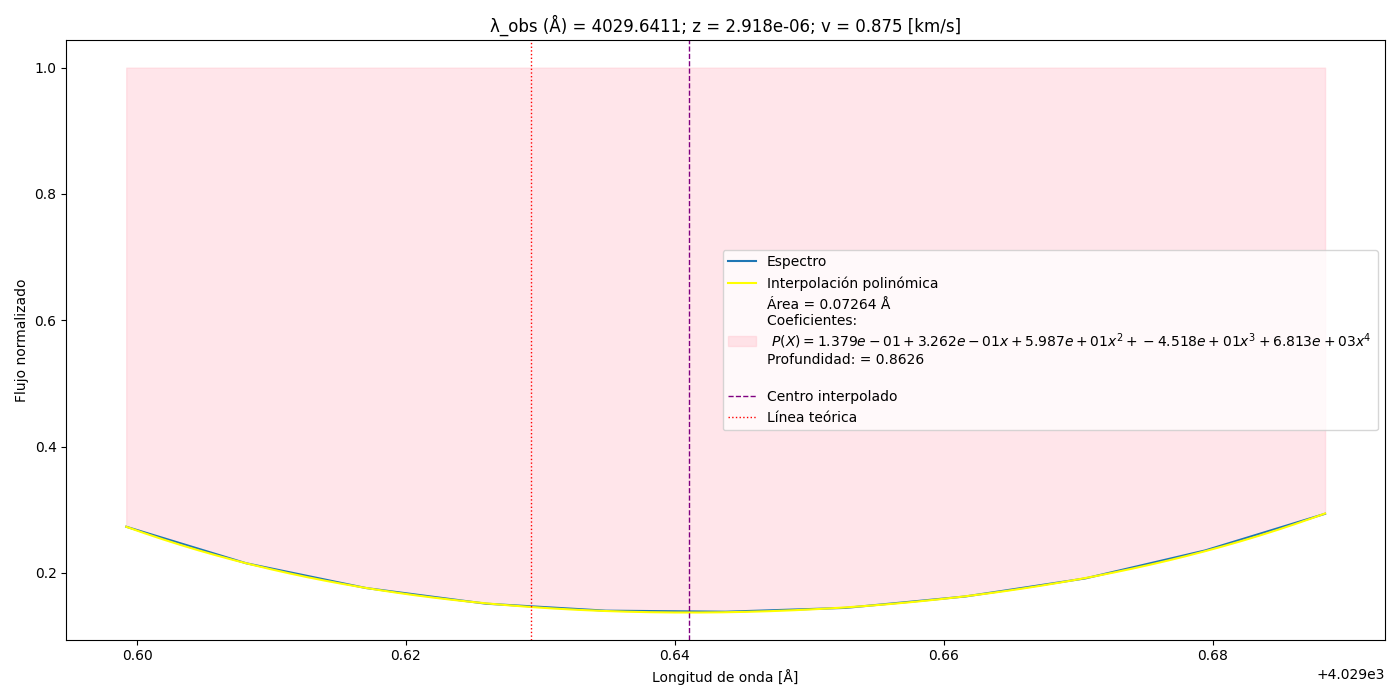 λ_obs (Å) = 4029.6411; z = 2.918e-06; v = 0.875 [km/s]
Flujo normalizado
1.0
0.8
0.6
0.4
0.2
Espectro
Interpolación polinómica
Área = 0.07264 Å
Coeficientes:
P(X) = 1.379e − 01 + 3.262e − 01x + 5.987e + 01x² + −4.518e + 01x³ + 6.813e + 03x⁴
Profundidad: = 0.8626
Centro interpolado
Línea teórica
0.60 0.62 0.64 0.66 0.68
+4.029e3
Longitud de onda [Å]